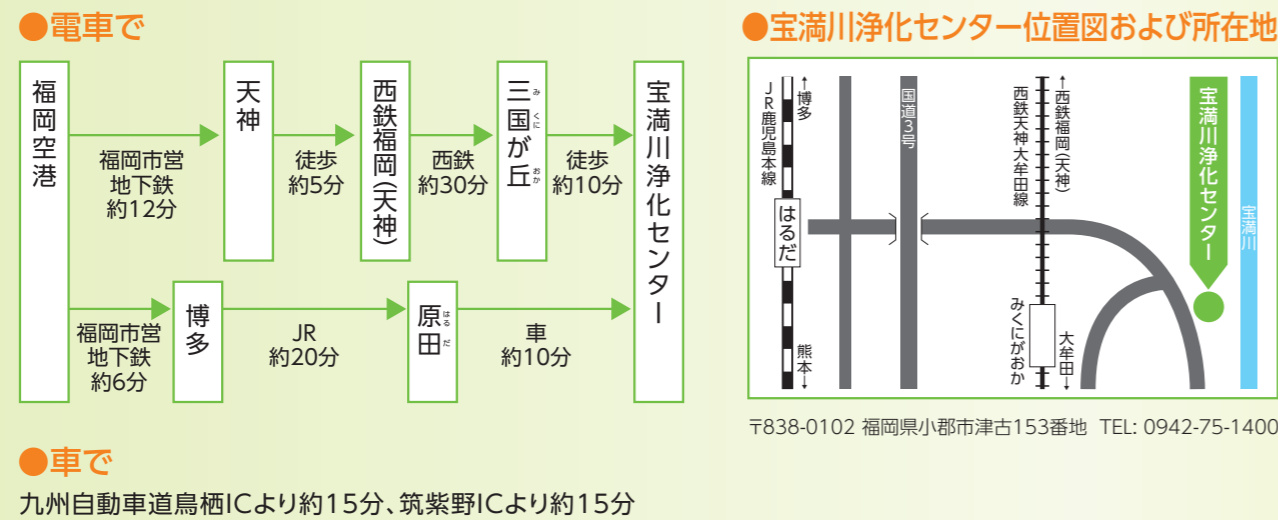 ●電車で
福岡空港
福岡市営
地下鉄
約12分
天神
徒歩
約5分
西鉄福岡(天神)
西鉄
約30分
三国が丘
み くに おか
徒歩
約10分
宝満川浄化センター
福岡市営
地下鉄
約6分
博多
JR
約20分
原田
はる だ
車
約10分
●車で
九州自動車道鳥栖ICより約15分、筑紫野ICより約15分
●宝満川浄化センター位置図および所在地
JR鹿児島本線
←博多
はるだ
熊本→
国道3号
西鉄天神大牟田線
←西鉄福岡(天神)
みくにがおか
大牟田→
宝満川浄化センター
宝満川
〒838-0102 福岡県小郡市津古153番地 TEL: 0942-75-1400